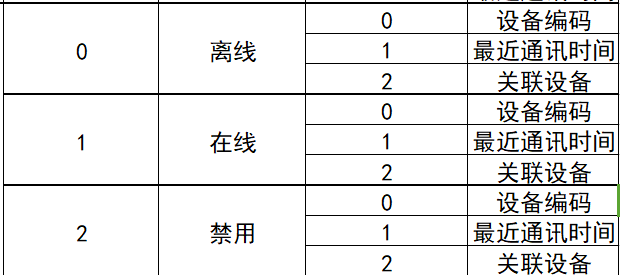 0 设备编码
0 离线 1 最近通讯时间
2 关联设备
0 设备编码
1 在线 1 最近通讯时间
2 关联设备
0 设备编码
2 禁用 1 最近通讯时间
2 关联设备